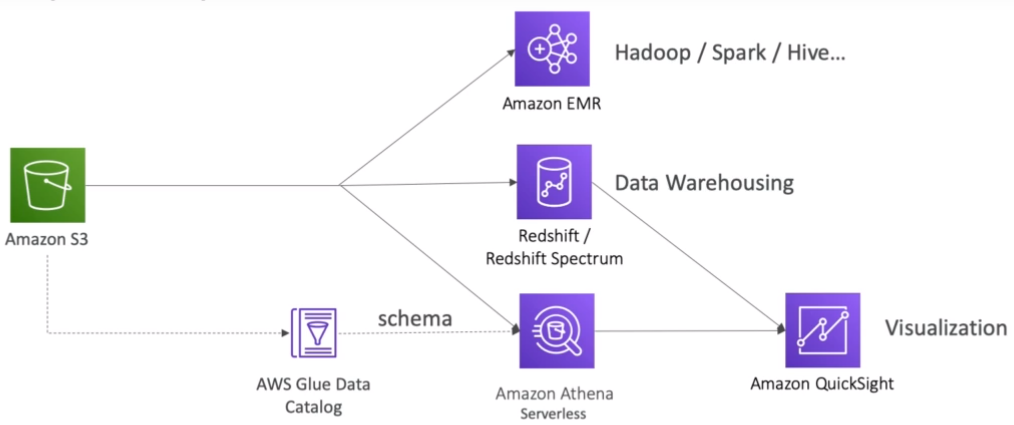 Hadoop / Spark / Hive...
Amazon EMR
Data Warehousing
Redshift /
Redshift Spectrum
Amazon S3
schema
AWS Glue Data
Catalog
Amazon Athena
Serverless
Visualization
Amazon QuickSight